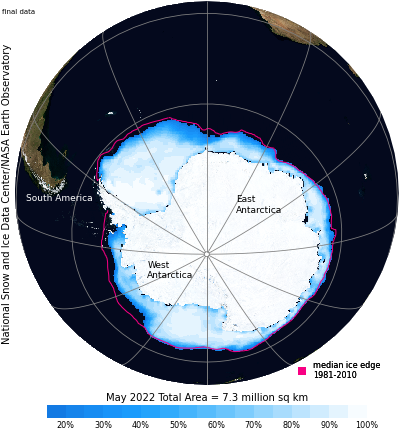 final data
National Snow and Ice Data Center/NASA Earth Observatory
South America
East
Antarctica
West
Antarctica
median ice edge
1981-2010
May 2022 Total Area = 7.3 million sq km
20% 30% 40% 50% 60% 70% 80% 90% 100%